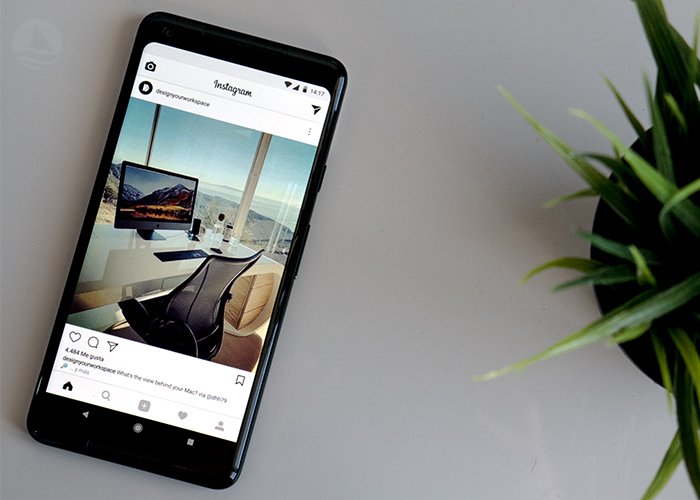 14:17
Instagram
designyourworkspace
4.484 Me gusta
designyourworkspace What's the view behind your Mac? via @dhh79
... y más